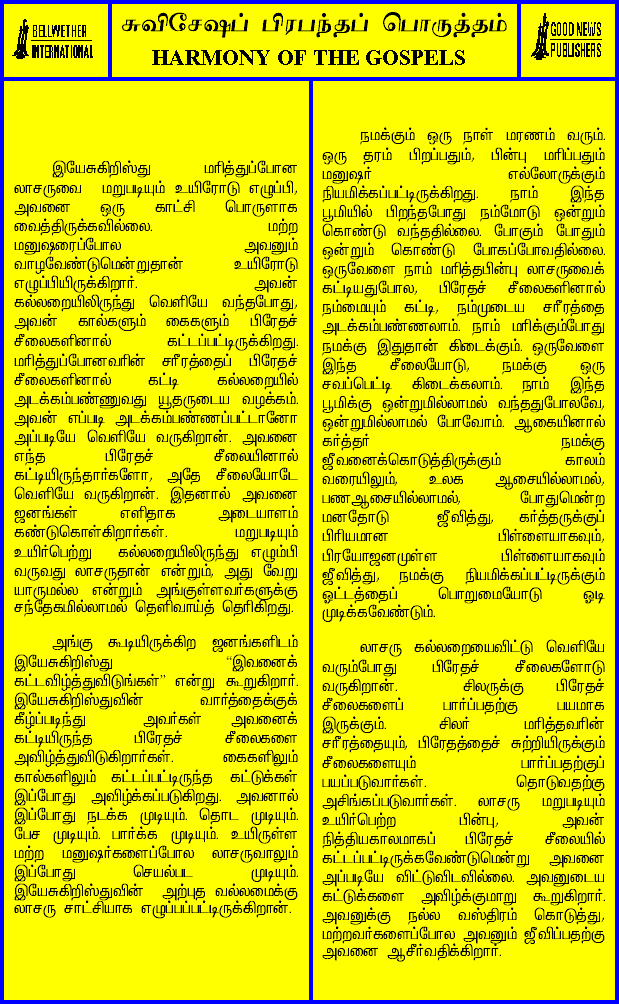 BELLWETHER
INTERNATIONAL
சுவிசேஷப் பிரபந்தப் பொருத்தம்
HARMONY OF THE GOSPELS
GOOD NEWS
PUBLISHERS
இயேசுகிறிஸ்து மரித்துப்போன
லாசருவை மறுபடியும் உயிரோடு எழுப்பி,
அவனை ஒரு காட்சி பொருளாக
வைத்திருக்கவில்லை. மற்ற
மனுஷரைப்போல அவனும்
வாழவேண்டுமென்றுதான் உயிரோடு
எழுப்பியிருக்கிறார். அவன்
கல்லறையிலிருந்து வெளியே வந்தபோது,
அவன் கால்களும் கைகளும் பிரேதச்
சீலைகளினால் கட்டப்பட்டிருக்கிறது.
மரித்துப்போனவரின் சரீரத்தைப் பிரேதச்
சீலைகளினால் கட்டி கல்லறையில்
அடக்கம்பண்ணுவது யூதருடைய வழக்கம்.
அவன் எப்படி அடக்கம்பண்ணப்பட்டானோ
அப்படியே வெளியே வருகிறான். அவனை
எந்த பிரேதச் சீலையினால்
கட்டியிருந்தார்களோ, அதே சீலையோடே
வெளியே வருகிறான். இதனால் அவனை
ஜனங்கள் எளிதாக அடையாளம்
கண்டுகொள்கிறார்கள். மறுபடியும்
உயிர்பெற்று கல்லறையிலிருந்து எழும்பி
வருவது லாசருதான் என்றும், அது வேறு
யாருமல்ல என்றும் அங்குள்ளவர்களுக்கு
சந்தேகமில்லாமல் தெளிவாய்த் தெரிகிறது.
அங்கு கூடியிருக்கிற ஜனங்களிடம்
இயேசுகிறிஸ்து “இவனைக்
கட்டவிழ்த்துவிடுங்கள்” என்று கூறுகிறார்.
இயேசுகிறிஸ்துவின் வார்த்தைக்குக்
கீழ்ப்படிந்து அவர்கள் அவனைக்
கட்டியிருந்த பிரேதச் சீலைகளை
அவிழ்த்துவிடுகிறார்கள். கைகளிலும்
கால்களிலும் கட்டப்பட்டிருந்த கட்டுக்கள்
இப்போது அவிழ்க்கப்படுகிறது. அவனால்
இப்போது நடக்க முடியும். தொட முடியும்.
பேச முடியும். பார்க்க முடியும். உயிருள்ள
மற்ற மனுஷர்களைப்போல லாசருவாலும்
இப்போது செயல்பட முடியும்.
இயேசுகிறிஸ்துவின் அற்புத வல்லமைக்கு
லாசரு சாட்சியாக எழுப்பப்பட்டிருக்கிறான்.
நமக்கும் ஒரு நாள் மரணம் வரும்.
ஒரு தரம் பிறப்பதும், பின்பு மரிப்பதும்
மனுஷர் எல்லோருக்கும்
நியமிக்கப்பட்டிருக்கிறது. நாம் இந்த
பூமியில் பிறந்தபோது நம்மோடு ஒன்றும்
கொண்டு வந்ததில்லை. போகும் போதும்
ஒன்றும் கொண்டு போகப்போவதில்லை.
ஒருவேளை நாம் மரித்தபின்பு லாசருவைக்
கட்டியதுபோல, பிரேதச் சீலைகளினால்
நம்மையும் கட்டி, நம்முடைய சரீரத்தை
அடக்கம்பண்ணலாம். நாம் மரிக்கும்போது
நமக்கு இதுதான் கிடைக்கும். ஒருவேளை
இந்த சீலையோடு, நமக்கு ஒரு
சவப்பெட்டி கிடைக்கலாம். நாம் இந்த
பூமிக்கு ஒன்றுமில்லாமல் வந்ததுபோலவே,
ஒன்றுமில்லாமல் போவோம். ஆகையினால்
கர்த்தர் நமக்கு
ஜீவனைக்கொடுத்திருக்கும் காலம்
வரையிலும், உலக ஆசையில்லாமல்,
பணஆசையில்லாமல், போதுமென்ற
மனதோடு ஜீவித்து, கர்த்தருக்குப்
பிரியமான பிள்ளையாகவும்,
பிரயோஜனமுள்ள பிள்ளையாகவும்
ஜீவித்து, நமக்கு நியமிக்கப்பட்டிருக்கும்
ஓட்டத்தைப் பொறுமையோடு ஓடி
முடிக்கவேண்டும்.
லாசரு கல்லறையைவிட்டு வெளியே
வரும்போது பிரேதச் சீலைகளோடு
வருகிறான். சிலருக்கு பிரேதச்
சீலைகளைப் பார்ப்பதற்கு பயமாக
இருக்கும். சிலர் மரித்தவரின்
சரீரத்தையும், பிரேதத்தைச் சுற்றியிருக்கும்
சீலைகளையும் பார்ப்பதற்குப்
பயப்படுவார்கள். தொடுவதற்கு
அசிங்கப்படுவார்கள். லாசரு மறுபடியும்
உயிர்பெற்ற பின்பு, அவன்
நித்தியகாலமாகப் பிரேதச் சீலையில்
கட்டப்பட்டிருக்கவேண்டுமென்று அவனை
அப்படியே விட்டுவிடவில்லை. அவனுடைய
கட்டுக்களை அவிழ்க்குமாறு கூறுகிறார்.
அவனுக்கு நல்ல வஸ்திரம் கொடுத்து,
மற்றவர்களைப்போல அவனும் ஜீவிப்பதற்கு
அவனை ஆசீர்வதிக்கிறார்.